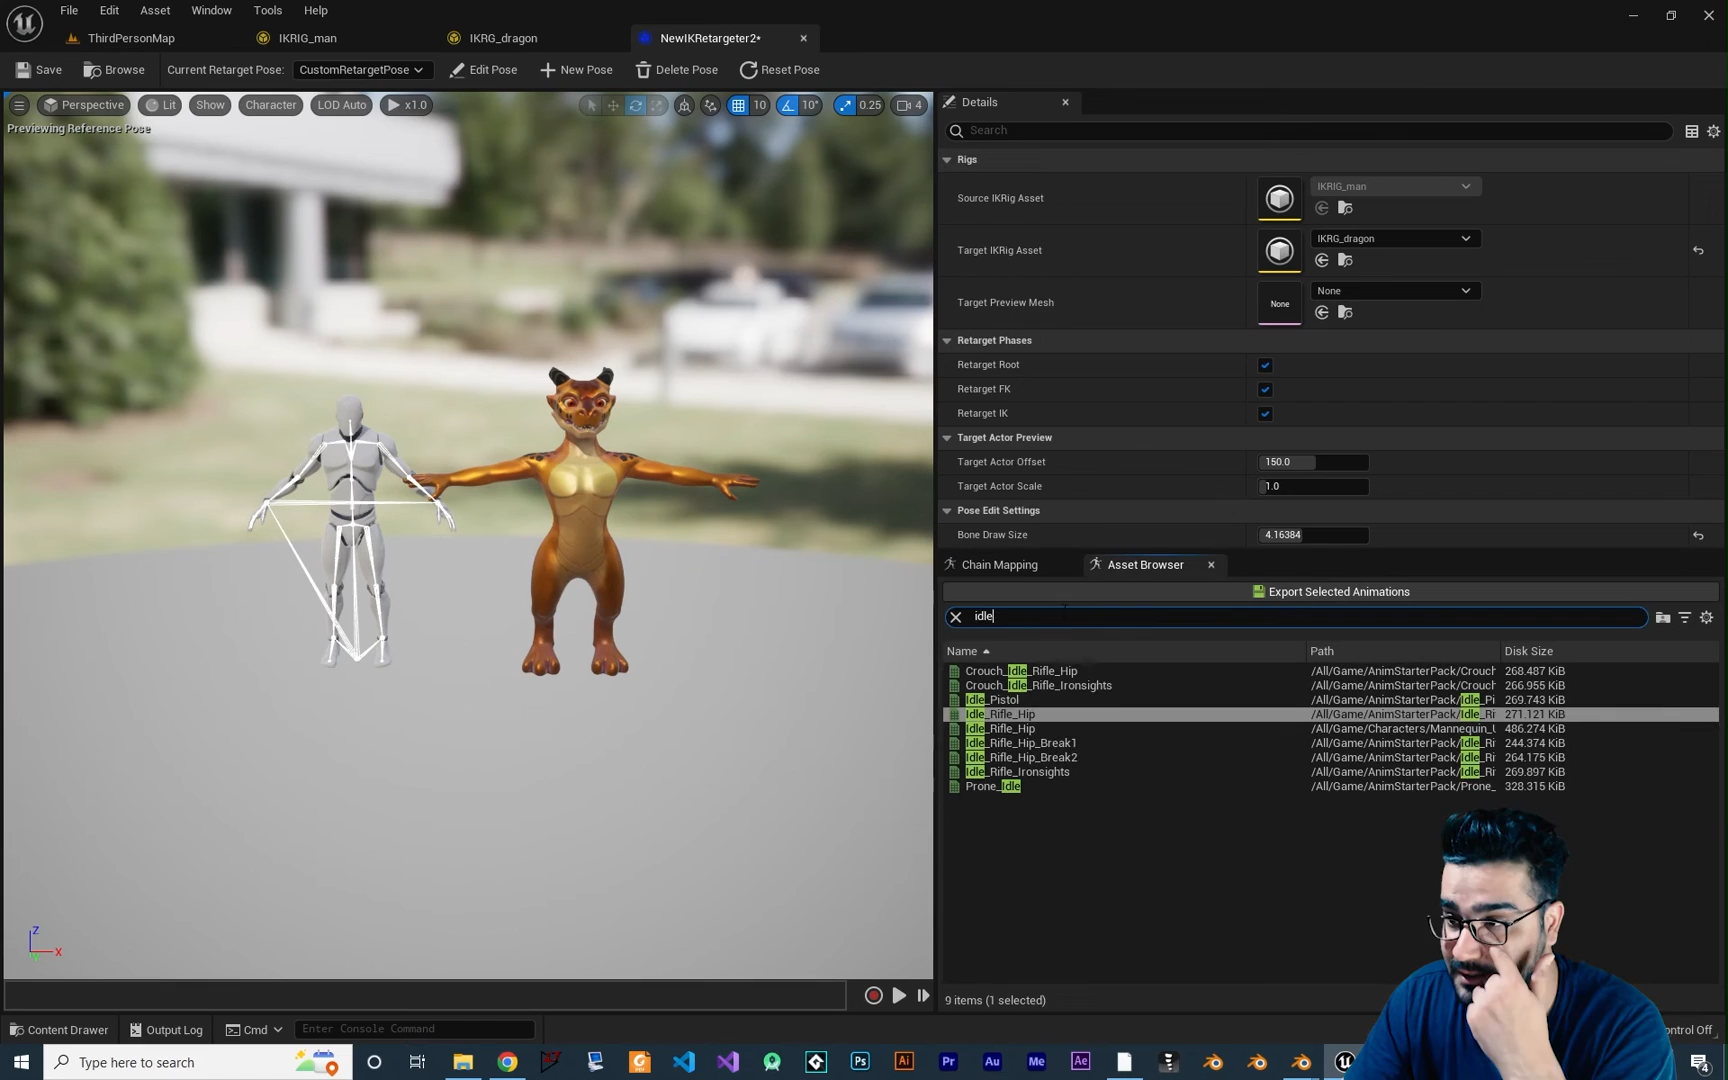 File Edit Asset Window Tools Help
ThirdPersonMap IKRIG_man IKRG_dragon NewIKRetargeter2*
Save Browse Current Retarget Pose: CustomRetargetPose Edit Pose New Pose Delete Pose Reset Pose
Perspective Lit Show Character LOD Auto x1.0 10 10° 0.25 4
Previewing Reference Pose
Z
X
Details
Search
Rigs
Source IKRig Asset IKRIG_man
Target IKRig Asset IKRG_dragon
Target Preview Mesh None None
Retarget Phases
Retarget Root
Retarget FK
Retarget IK
Target Actor Preview
Target Actor Offset 150.0
Target Actor Scale 1.0
Pose Edit Settings
Bone Draw Size 4.16384
Chain Mapping Asset Browser
Export Selected Animations
idle
Name Path Disk Size
Crouch_Idle_Rifle_Hip /All/Game/AnimStarterPack/Crouch 268.487 KiB
Crouch_Idle_Rifle_Ironsights /All/Game/AnimStarterPack/Crouch 266.955 KiB
Idle_Pistol /All/Game/AnimStarterPack/Idle_Pi 269.743 KiB
Idle_Rifle_Hip /All/Game/AnimStarterPack/Idle_Ri 271.121 KiB
Idle_Rifle_Hip /All/Game/Characters/Mannequin_U 486.274 KiB
Idle_Rifle_Hip_Break1 /All/Game/AnimStarterPack/Idle_Ri 244.374 KiB
Idle_Rifle_Hip_Break2 /All/Game/AnimStarterPack/Idle_Ri 264.175 KiB
Idle_Rifle_Ironsights /All/Game/AnimStarterPack/Idle_Ri 269.897 KiB
Prone_Idle /All/Game/AnimStarterPack/Prone_ 328.315 KiB
9 items (1 selected)
Content Drawer Output Log Cmd Enter Console Command ontrol Off
Type here to search Ps Ai Pr Au Me Ae 4